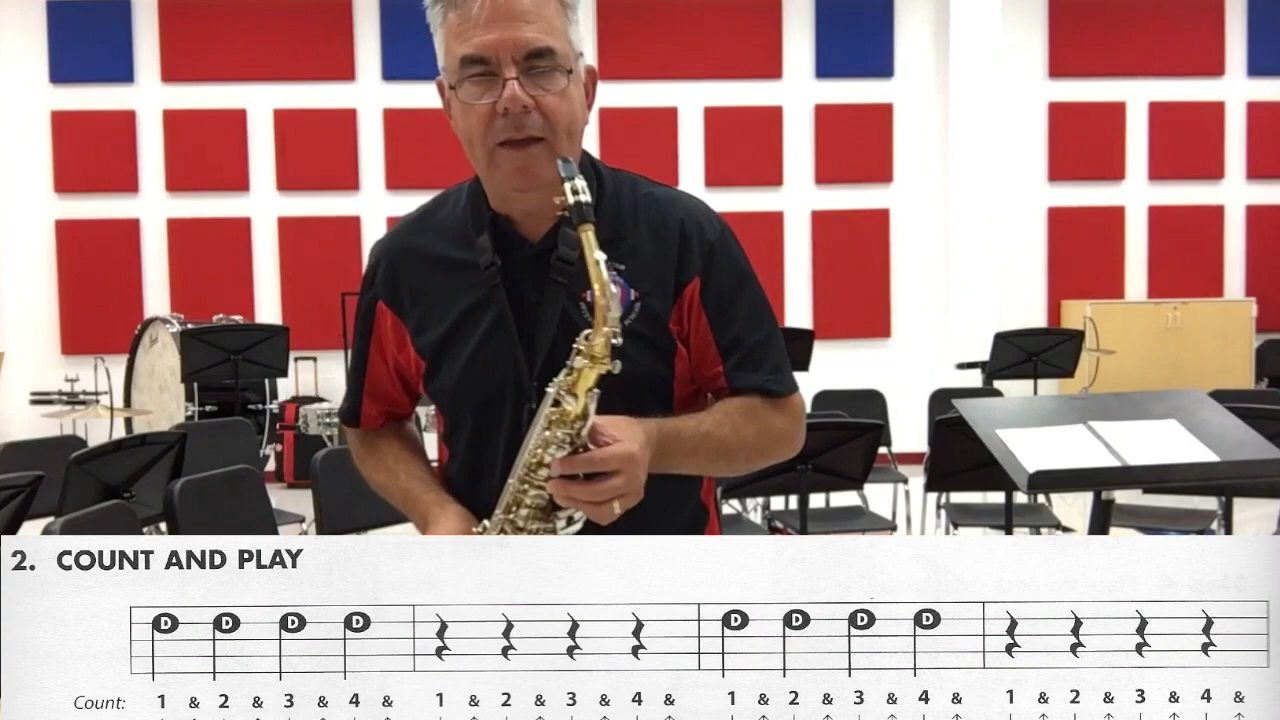 2. COUNT AND PLAY
D D D D D D D D
Count: 1 & 2 & 3 & 4 & 1 & 2 & 3 & 4 & 1 & 2 & 3 & 4 & 1 & 2 & 3 & 4 &